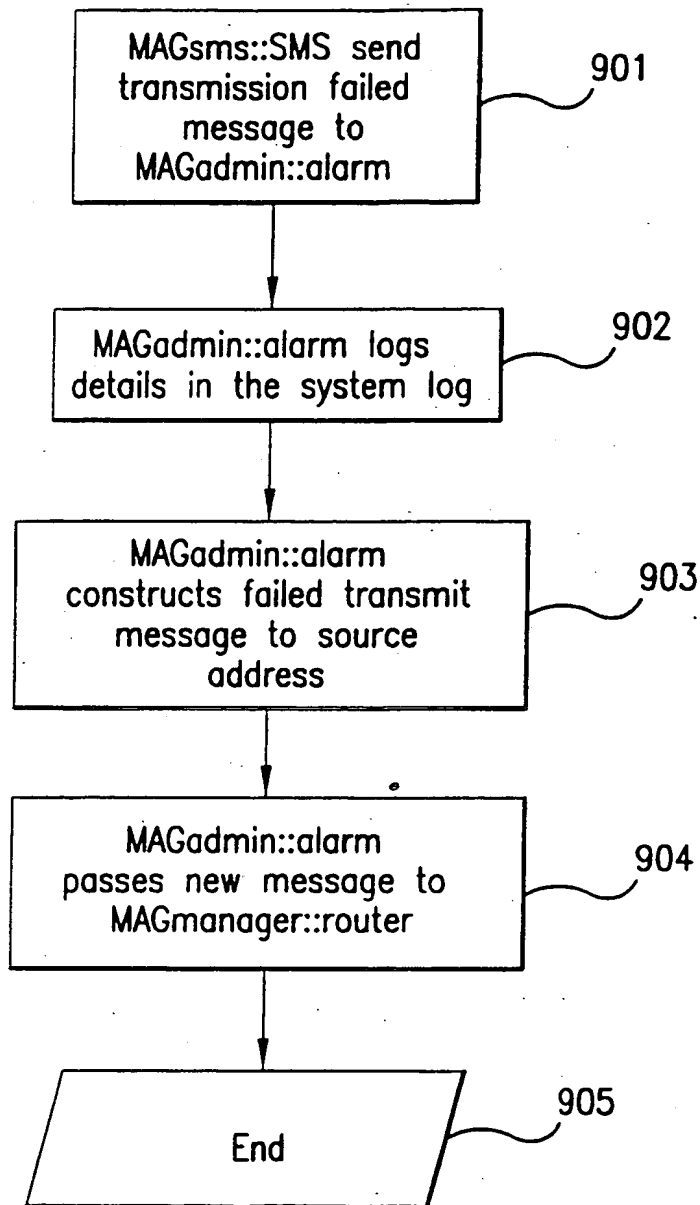 MAGsms::SMS send
transmission failed
message to
MAGadmin::alarm
901
MAGadmin::alarm logs
details in the system log
902
MAGadmin::alarm
constructs failed transmit
message to source
address
903
MAGadmin::alarm
passes new message to
MAGmanager::router
904
End
905